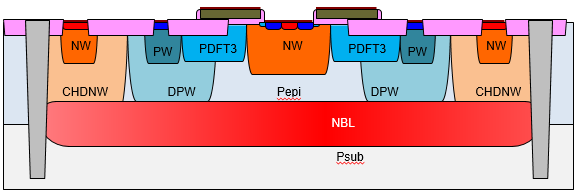 NW PW PDFT3 NW PDFT3 PW NW
CHDNW DPW Pepi DPW CHDNW
NBL
Psub